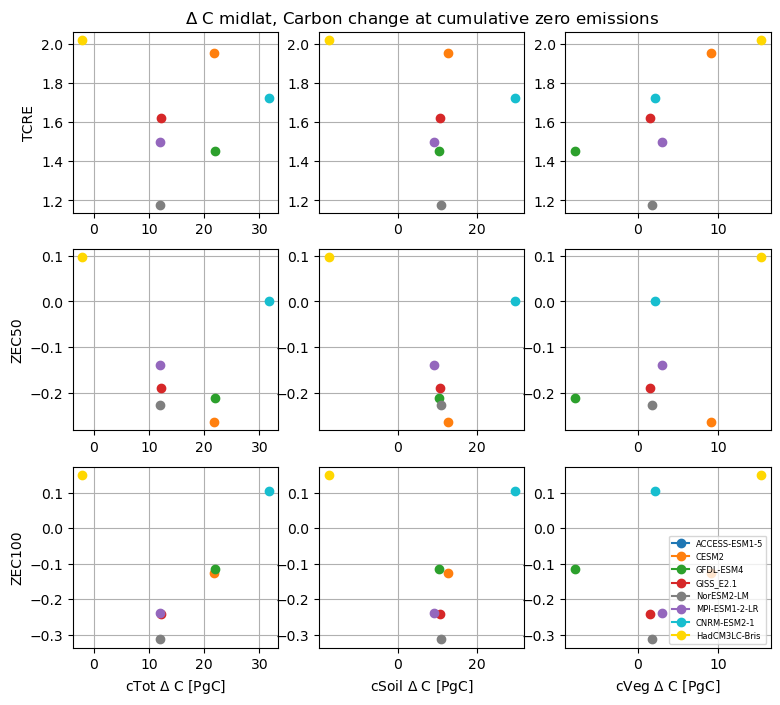 Δ C midlat, Carbon change at cumulative zero emissions
TCRE
2.0
1.8
1.6
1.4
1.2
0 10 20 30
0 20
0 10
ZEC50
0.1
0.0
−0.1
−0.2
0 10 20 30
0 20
0 10
ZEC100
0.1
0.0
−0.1
−0.2
−0.3
0 10 20 30
0 20
0 10
cTot Δ C [PgC]
cSoil Δ C [PgC]
cVeg Δ C [PgC]
2.0
1.8
1.6
1.4
1.2
2.0
1.8
1.6
1.4
1.2
0.1
0.0
−0.1
−0.2
0.1
0.0
−0.1
−0.2
0.1
0.0
−0.1
−0.2
−0.3
0.1
0.0
−0.1
−0.2
−0.3
ACCESS-ESM1-5
CESM2
GFDL-ESM4
GISS_E2.1
NorESM2-LM
MPI-ESM1-2-LR
CNRM-ESM2-1
HadCM3LC-Bris